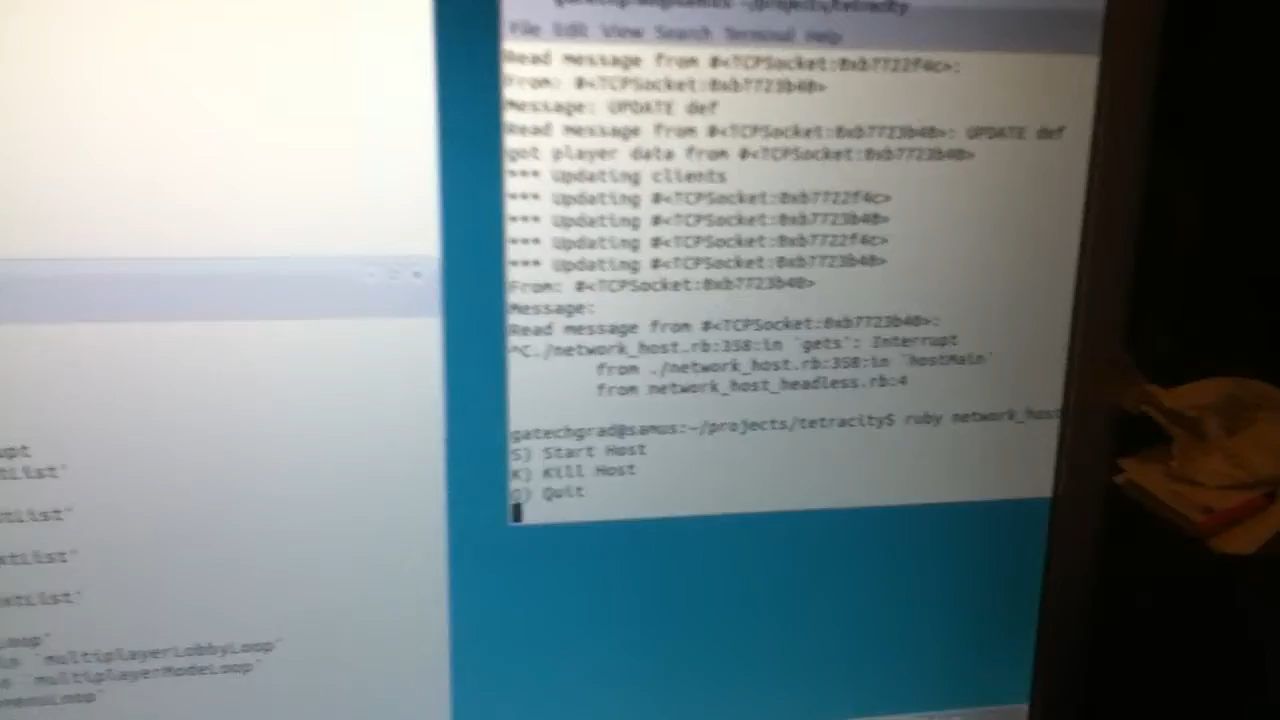 File Edit View Search Terminal Help
Read message from #<TCPSocket:0xb7722f4c>:
From: #<TCPSocket:0xb7723b40>
Message: UPDATE def
Read message from #<TCPSocket:0xb7723b40>: UPDATE def
got player data from #<TCPSocket:0xb7723b40>
*** Updating clients
*** Updating #<TCPSocket:0xb7722f4c>
*** Updating #<TCPSocket:0xb7723b40>
*** Updating #<TCPSocket:0xb7722f4c>
*** Updating #<TCPSocket:0xb7723b40>
From: #<TCPSocket:0xb7723b40>
Message:
Read message from #<TCPSocket:0xb7723b40>:
^C./network_host.rb:358:in `gets': Interrupt
from ./network_host.rb:358:in `hostMain'
from network_host_headless.rb:4
gatechgrad@samus:~/projects/tetracity$ ruby network_host
S) Start Host
K) Kill Host
Q) Quit
`multiplayerLobbyLoop'
`multiplayerModeLoop'